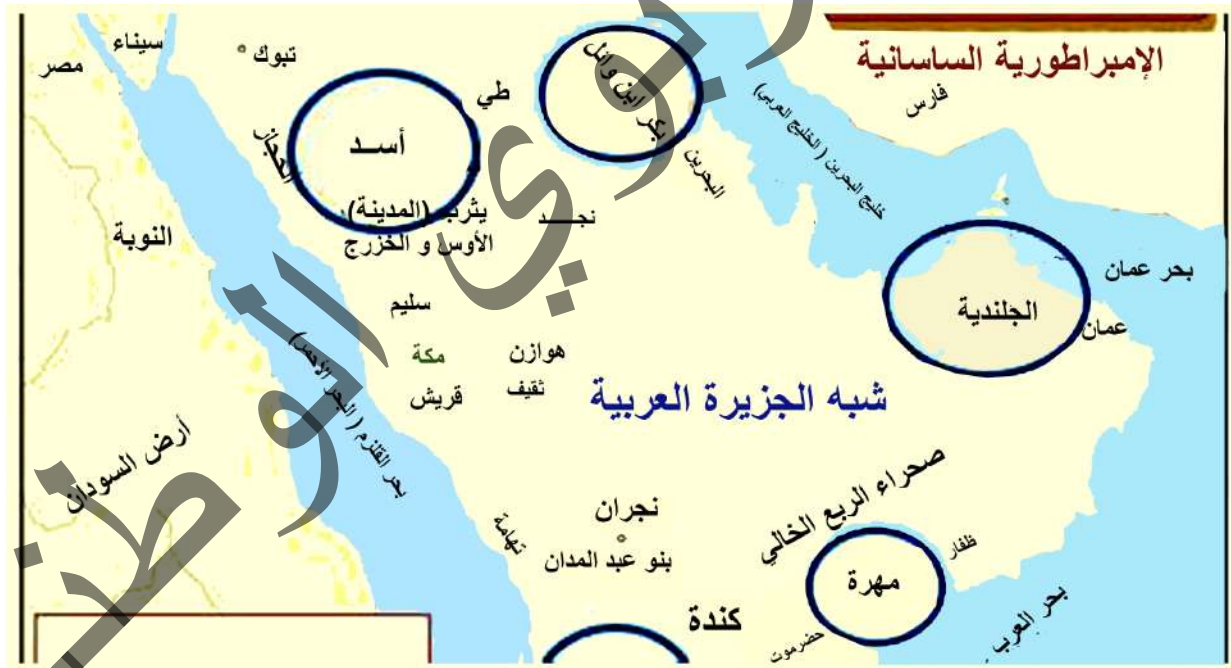 الإمبراطورية الساسانية
سيناء
مصر
تبوك
طي
بكر ابن وائل
فارس
خليج البحرين (الخليج العربي)
البحرين
الحجاز
أســد
يثرب (المدينة)
الأوس و الخزرج
نجــــد
النوبة
بحر عمان
عمان
الجلندية
سليم
مكة
هوازن
قريش
ثقيف
شبه الجزيرة العربية
بحر القلزم ( البحر الأحمر)
أرض السودان
صحراء الربع الخالي
نجران
تهامة
بنو عبد المدان
ظفار
مهرة
كندة
حضرموت
بحر العرب